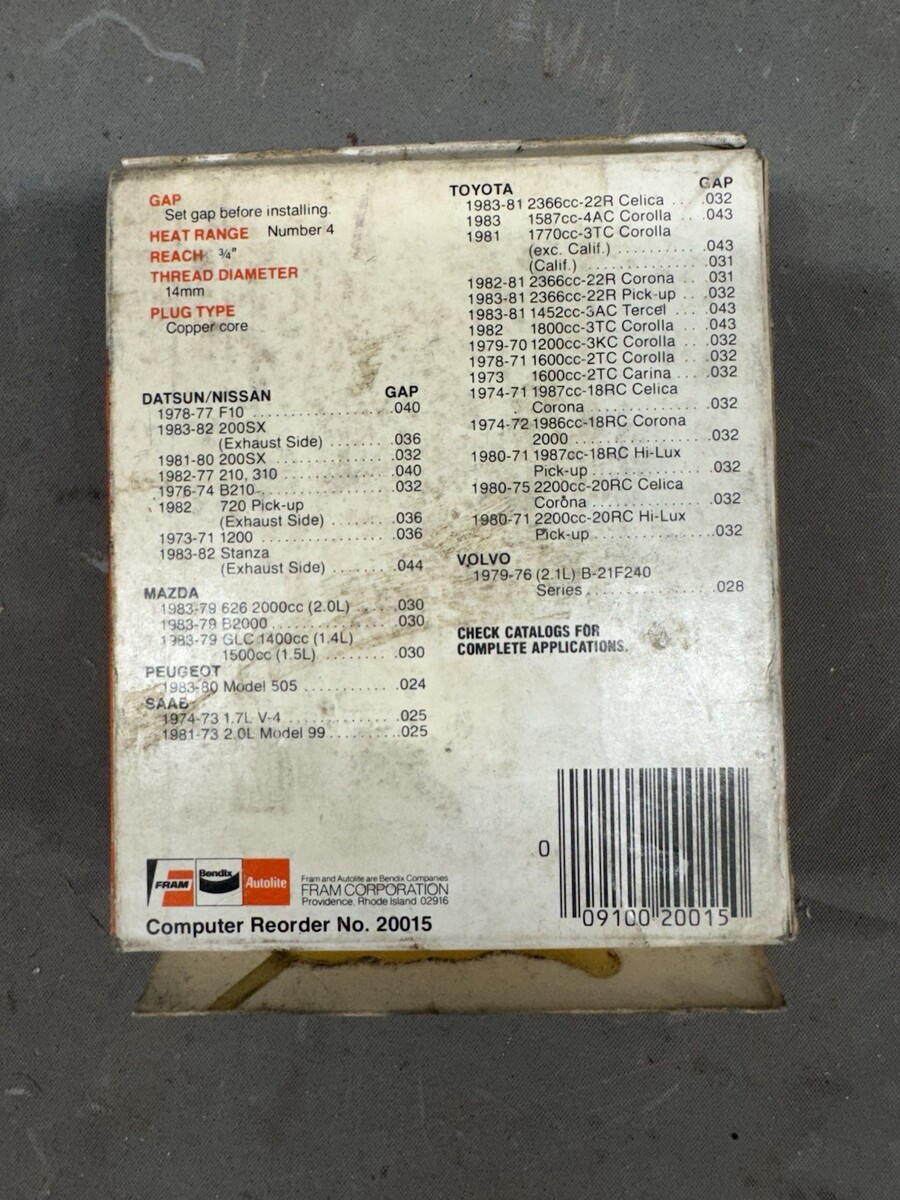 GAP
Set gap before installing.
HEAT RANGE Number 4
REACH ¾"
THREAD DIAMETER
14mm
PLUG TYPE
Copper core
DATSUN/NISSAN GAP
1978-77 F10 .040
1983-82 200SX
(Exhaust Side) .036
1981-80 200SX .032
1982-77 210, 310 .040
1976-74 B210 .032
1982 720 Pick-up
(Exhaust Side) .036
1973-71 1200 .036
1983-82 Stanza
(Exhaust Side) .044
MAZDA
1983-79 626 2000cc (2.0L) .030
1983-79 B2000 .030
1983-79 GLC 1400cc (1.4L)
1500cc (1.5L) .030
PEUGEOT
1983-80 Model 505 .024
SAAB
1974-73 1.7L V-4 .025
1981-73 2.0L Model 99 .025
TOYOTA GAP
1983-81 2366cc-22R Celica .032
1983 1587cc-4AC Corolla .043
1981 1770cc-3TC Corolla
(exc. Calif.) .043
(Calif.) .031
1982-81 2366cc-22R Corona .031
1983-81 2366cc-22R Pick-up .032
1983-81 1452cc-3AC Tercel .043
1982 1800cc-3TC Corolla .043
1979-70 1200cc-3KC Corolla .032
1978-71 1600cc-2TC Corolla .032
1973 1600cc-2TC Carina .032
1974-71 1987cc-18RC Celica
Corona .032
1974-72 1986cc-18RC Corona
2000 .032
1980-71 1987cc-18RC Hi-Lux
Pick-up .032
1980-75 2200cc-20RC Celica
Corona .032
1980-71 2200cc-20RC Hi-Lux
Pick-up .032
VOLVO
1979-76 (2.1L) B-21F240
Series .028
CHECK CATALOGS FOR
COMPLETE APPLICATIONS.
FRAM Bendix Autolite
Fram and Autolite are Bendix Companies
FRAM CORPORATION
Providence, Rhode Island 02916
Computer Reorder No. 20015
0 09100 20015